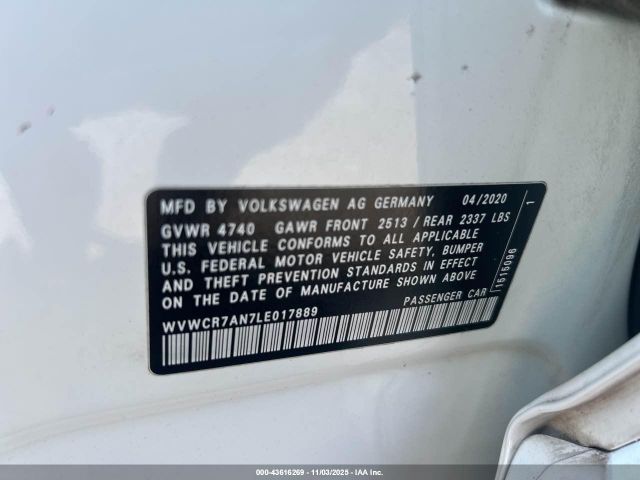 MFD BY VOLKSWAGEN AG GERMANY 04/2020
GVWR 4740 GAWR FRONT 2513 / REAR 2337 LBS
THIS VEHICLE CONFORMS TO ALL APPLICABLE
U.S. FEDERAL MOTOR VEHICLE SAFETY, BUMPER
AND THEFT PREVENTION STANDARDS IN EFFECT
ON THE DATE OF MANUFACTURE SHOWN ABOVE
WVWCR7AN7LE017889 PASSENGER CAR
1616096 1
000-43616269 - 11/03/2025 - IAA Inc.